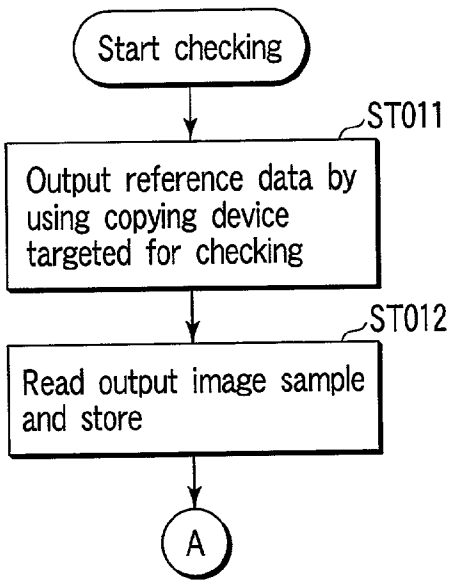 Start checking
ST011
Output reference data by
using copying device
targeted for checking
ST012
Read output image sample
and store
A